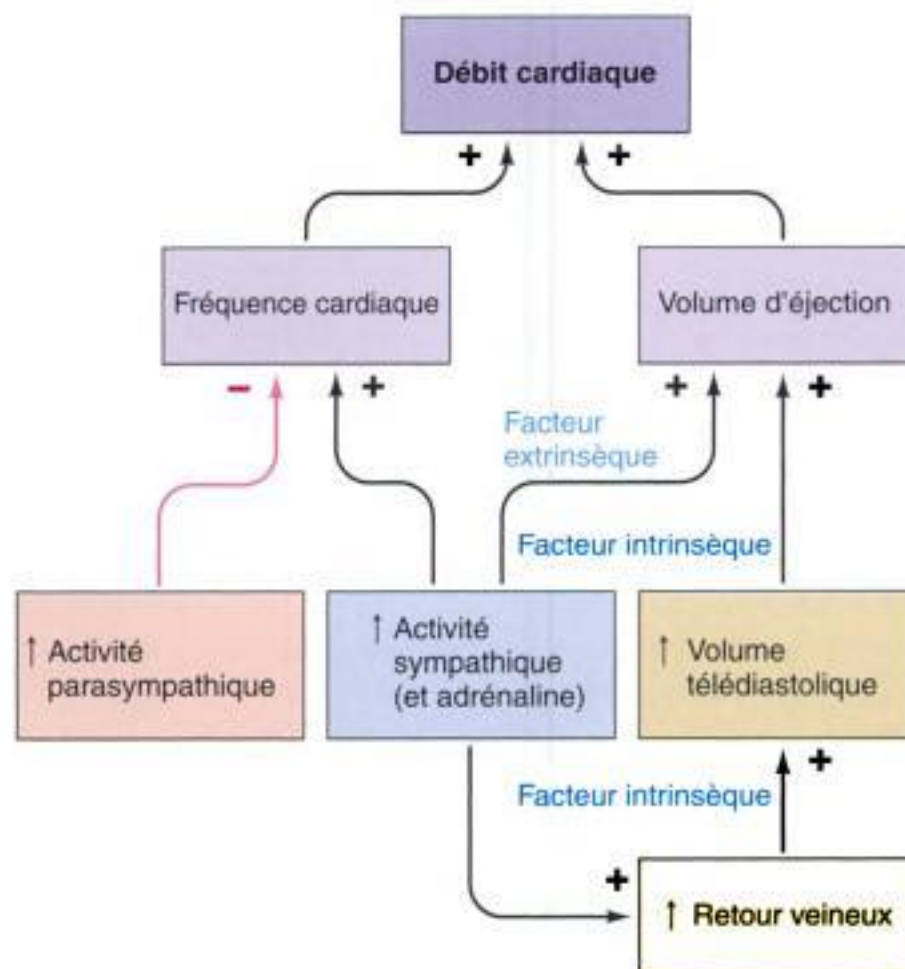 Débit cardiaque
+ +
Fréquence cardiaque
Volume d'éjection
− + + +
Facteur
extrinsèque
Facteur intrinsèque
↑ Activité
parasympathique
↑ Activité
sympathique
(et adrénaline)
↑ Volume
télédiastolique
+
Facteur intrinsèque
+
↑ Retour veineux